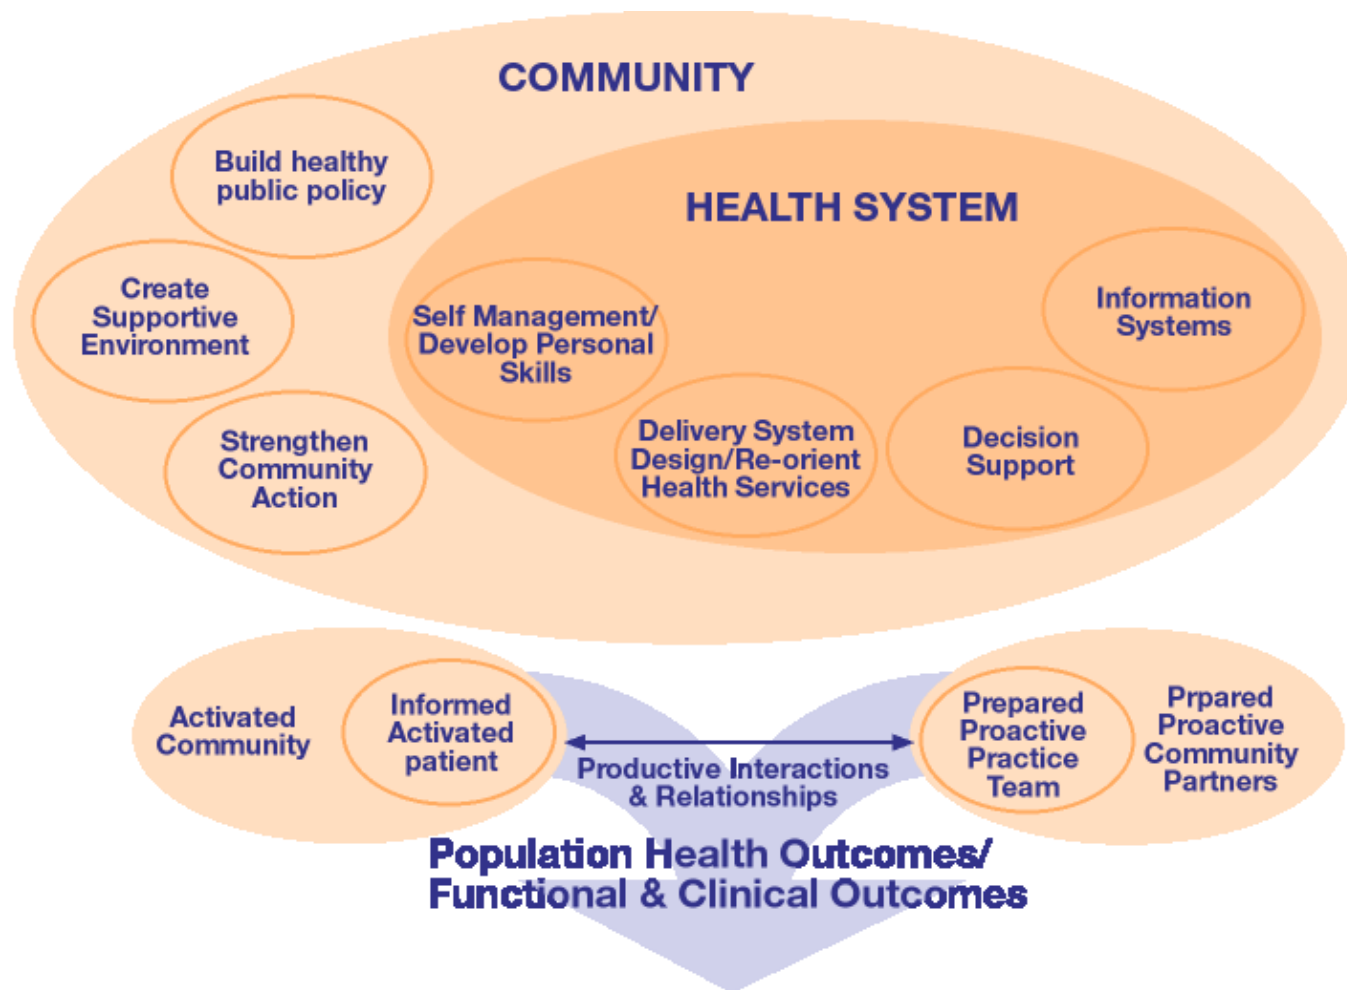 COMMUNITY
Build healthy
public policy
HEALTH SYSTEM
Create
Supportive
Environment
Self Management/
Develop Personal
Skills
Information
Systems
Strengthen
Community
Action
Delivery System
Design/Re-orient
Health Services
Decision
Support
Activated
Community
Informed
Activated
patient
Productive Interactions
& Relationships
Prepared
Proactive
Practice
Team
Prpared
Proactive
Community
Partners
Population Health Outcomes/
Functional & Clinical Outcomes